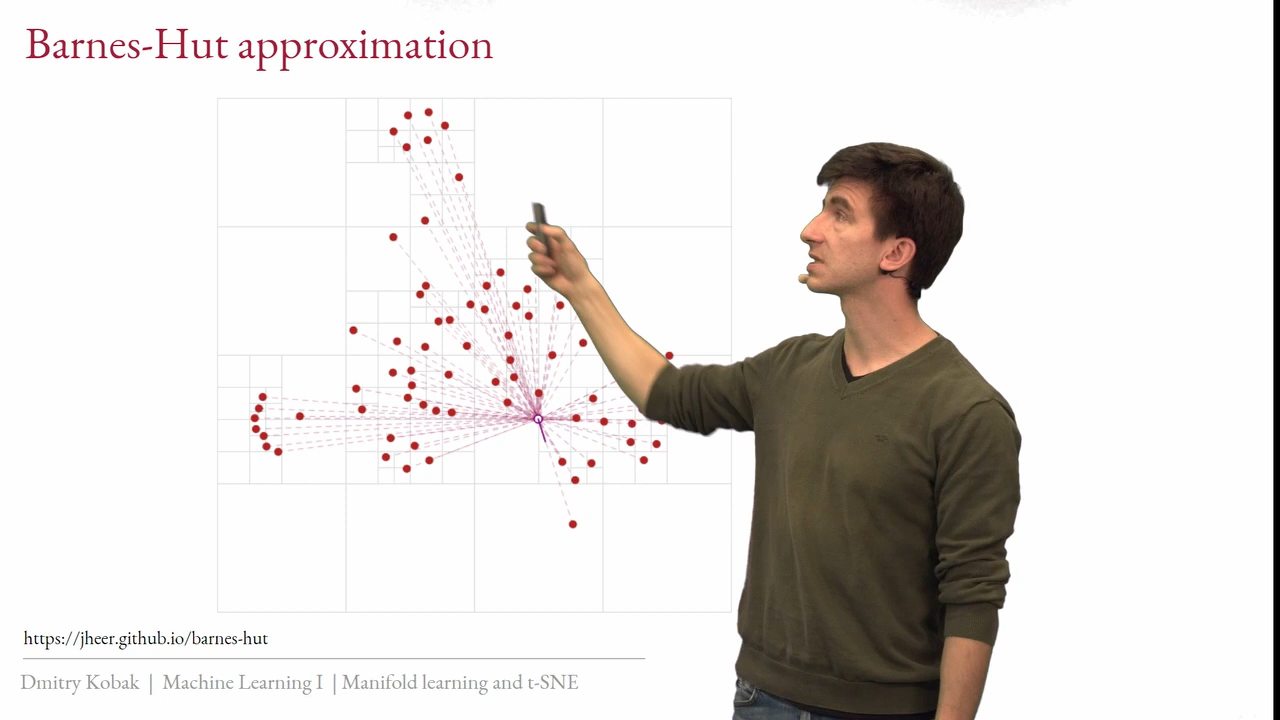 Barnes-Hut approximation
https://jheer.github.io/barnes-hut
Dmitry Kobak | Machine Learning I | Manifold learning and t-SNE